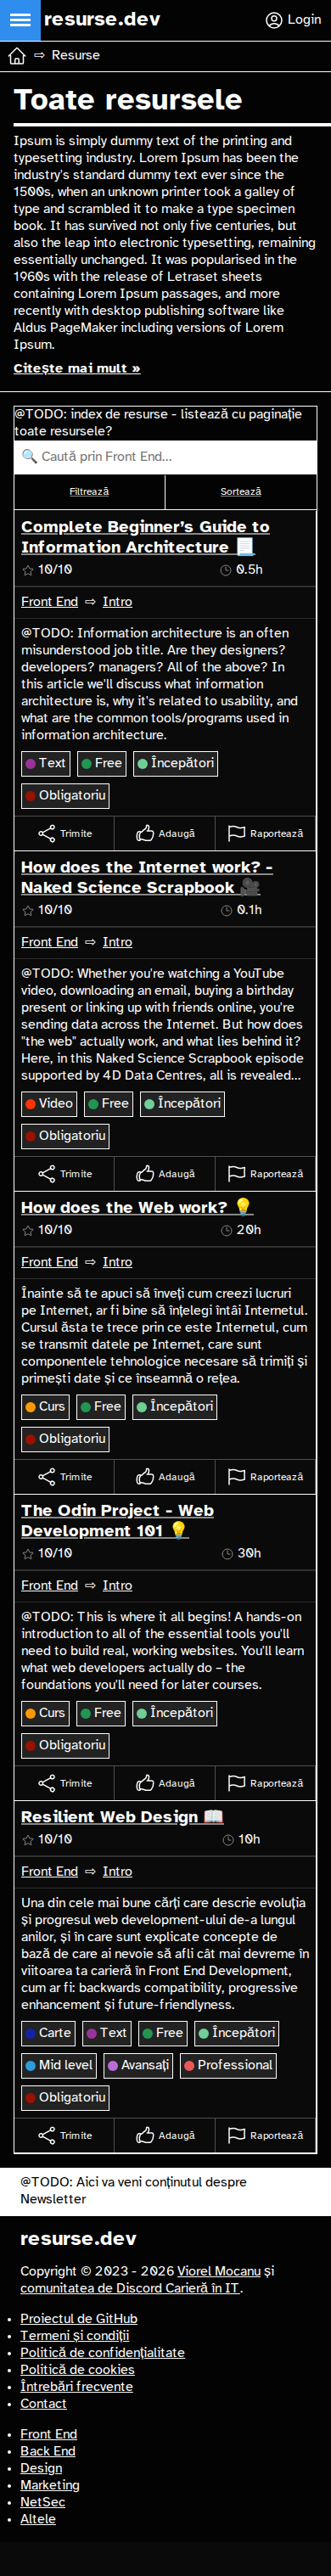 resurse.dev Login
⇨ Resurse
Toate resursele
Ipsum is simply dummy text of the printing and
typesetting industry. Lorem Ipsum has been the
industry's standard dummy text ever since the
1500s, when an unknown printer took a galley of
type and scrambled it to make a type specimen
book. It has survived not only five centuries, but
also the leap into electronic typesetting, remaining
essentially unchanged. It was popularised in the
1960s with the release of Letraset sheets
containing Lorem Ipsum passages, and more
recently with desktop publishing software like
Aldus PageMaker including versions of Lorem
Ipsum.
Citește mai mult »
@TODO: index de resurse - listează cu paginație
toate resursele?
🔍 Caută prin Front End...
Filtrează Sortează
Complete Beginner's Guide to
Information Architecture 📃
10/10 0.5h
Front End ⇨ Intro
@TODO: Information architecture is an often
misunderstood job title. Are they designers?
developers? managers? All of the above? In
this article we'll discuss what information
architecture is, why it's related to usability, and
what are the common tools/programs used in
information architecture.
Text Free Începători
Obligatoriu
Trimite Adaugă Raportează
How does the Internet work? -
Naked Science Scrapbook 🎥
10/10 0.1h
Front End ⇨ Intro
@TODO: Whether you're watching a YouTube
video, downloading an email, buying a birthday
present or linking up with friends online, you're
sending data across the Internet. But how does
"the web" actually work, and what lies behind it?
Here, in this Naked Science Scrapbook episode
supported by 4D Data Centres, all is revealed...
Video Free Începători
Obligatoriu
Trimite Adaugă Raportează
How does the Web work? 💡
10/10 20h
Front End ⇨ Intro
Înainte să te apuci să înveți cum creezi lucruri
pe Internet, ar fi bine să înțelegi întâi Internetul.
Cursul ăsta te trece prin ce este Internetul, cum
se transmit datele pe Internet, care sunt
componentele tehnologice necesare să trimiți și
primești date și ce înseamnă o rețea.
Curs Free Începători
Obligatoriu
Trimite Adaugă Raportează
The Odin Project - Web
Development 101 💡
10/10 30h
Front End ⇨ Intro
@TODO: This is where it all begins! A hands-on
introduction to all of the essential tools you'll
need to build real, working websites. You'll learn
what web developers actually do – the
foundations you'll need for later courses.
Curs Free Începători
Obligatoriu
Trimite Adaugă Raportează
Resilient Web Design 📖
10/10 10h
Front End ⇨ Intro
Una din cele mai bune cărți care descrie evoluția
și progresul web development-ului de-a lungul
anilor, și în care sunt explicate concepte de
bază de care ai nevoie să afli cât mai devreme în
viitoarea ta carieră în Front End Development,
cum ar fi: backwards compatibility, progressive
enhancement și future-friendlyness.
Carte Text Free Începători
Mid level Avansați Professional
Obligatoriu
Trimite Adaugă Raportează
@TODO: Aici va veni conținutul despre
Newsletter
resurse.dev
Copyright © 2023 - 2026 Viorel Mocanu și
comunitatea de Discord Carieră în IT.
• Proiectul de GitHub
• Termeni și condiții
• Politică de confidențialitate
• Politică de cookies
• Întrebări frecvente
• Contact
• Front End
• Back End
• Design
• Marketing
• NetSec
• Altele